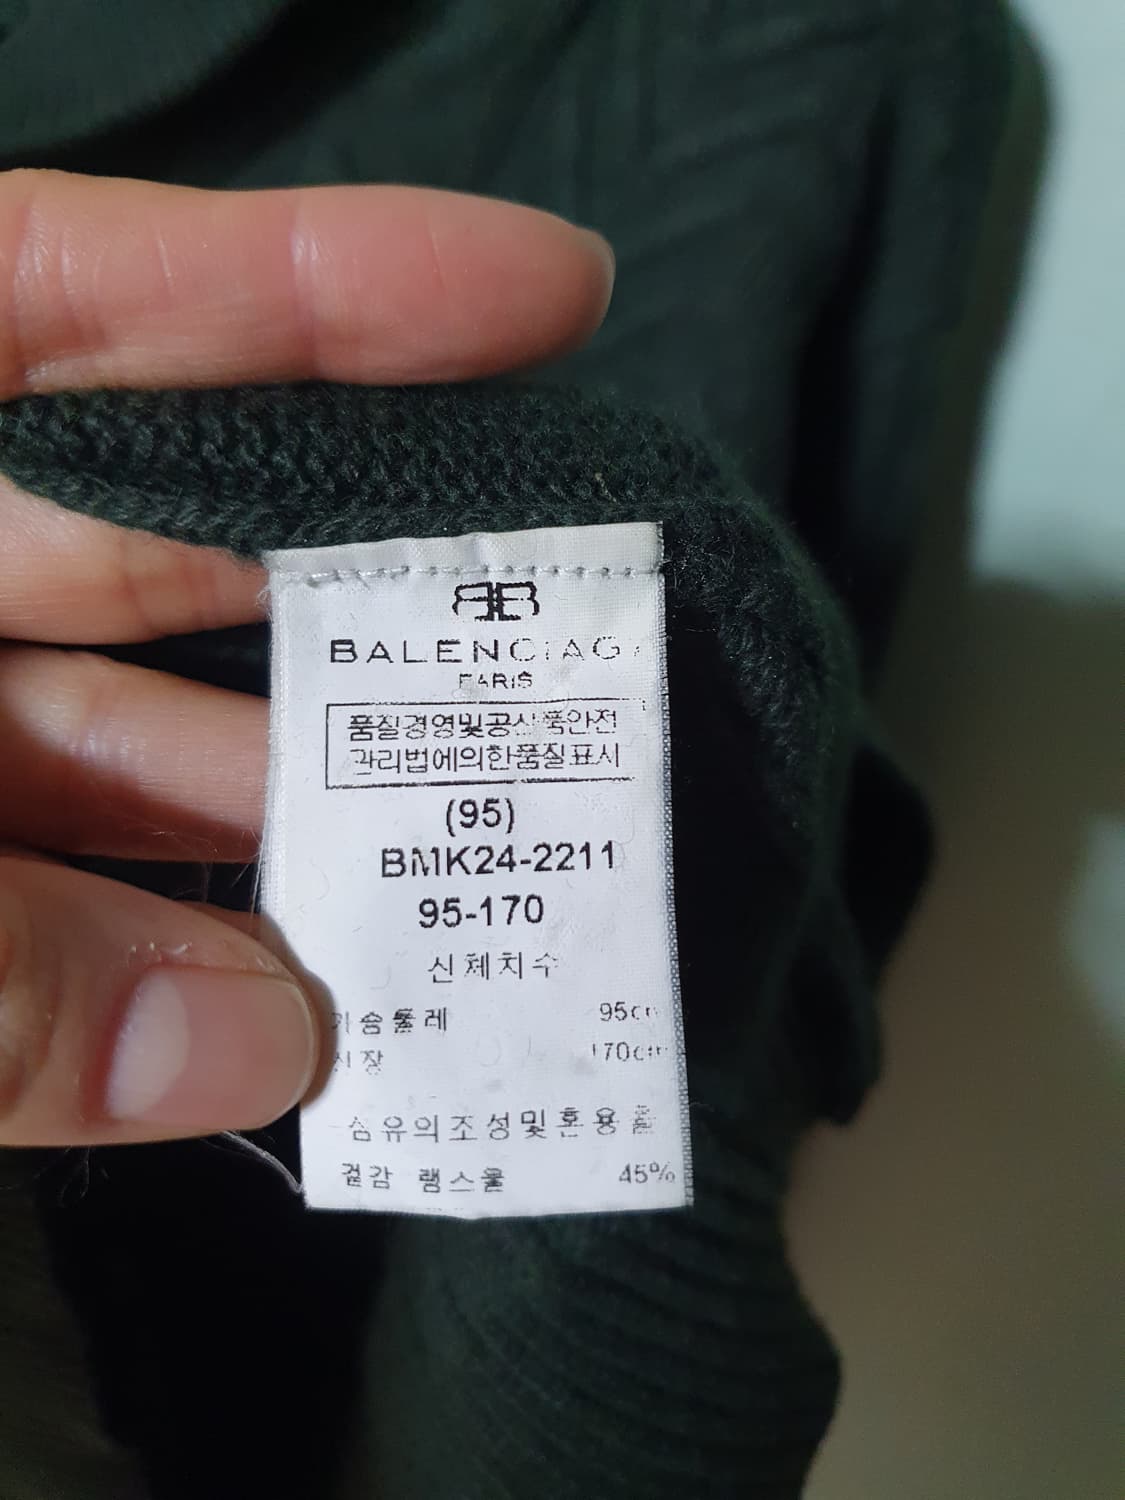 BALENCIAGA
PARIS
품질경영및공산품안전
관리법에의한품질표시
(95)
BMK24-2211
95-170
신체치수
가슴둘레 95cm
신장 170cm
섬유의조성및혼용율
겉감 램스울 45%